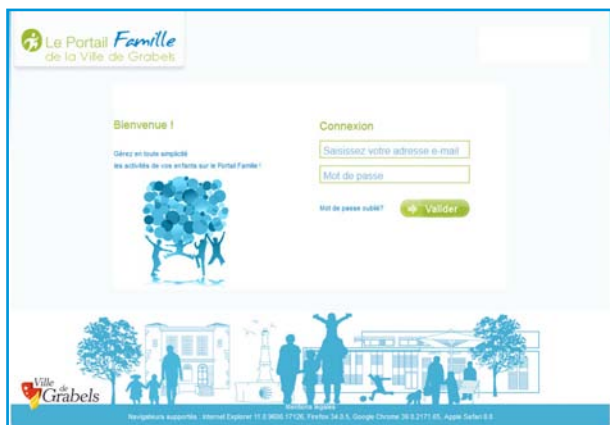 Le Portail Famille
de la Ville de Grabels
Bienvenue !
Gérez en toute simplicité
les activités de vos enfants sur le Portail Famille !
Connexion
Saisissez votre adresse e-mail
Mot de passe
Mot de passe oublié?
Valider
Ville de
Grabels
Mentions légales
Navigateurs supportés : Internet Explorer 11.0.9600.17126, Firefox 34.0.5, Google Chrome 39.0.2171.65, Apple Safari 8.0